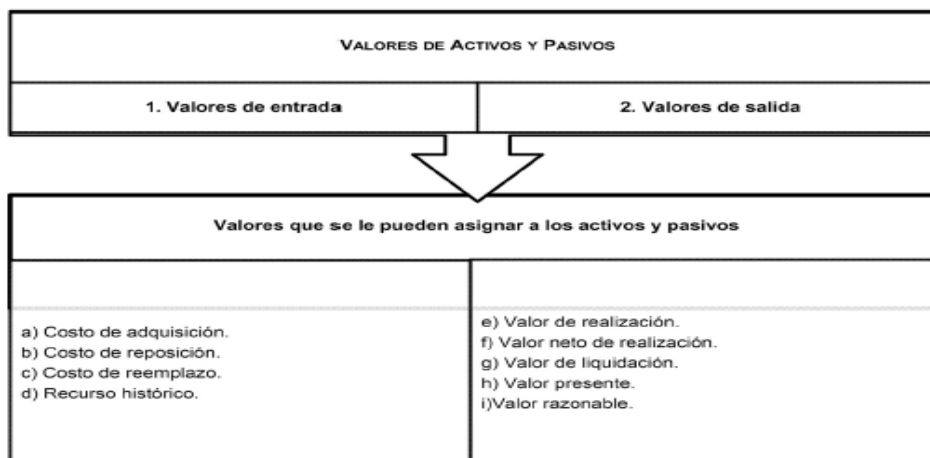 VALORES DE ACTIVOS Y PASIVOS
1. Valores de entrada
2. Valores de salida
Valores que se le pueden asignar a los activos y pasivos
a) Costo de adquisición.
b) Costo de reposición.
c) Costo de reemplazo.
d) Recurso histórico.
e) Valor de realización.
f) Valor neto de realización.
g) Valor de liquidación.
h) Valor presente.
i)Valor razonable.